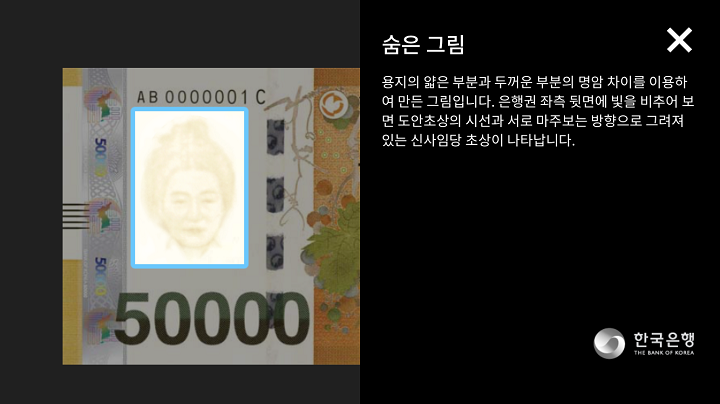 숨은 그림
용지의 얇은 부분과 두꺼운 부분의 명암 차이를 이용하
여 만든 그림입니다. 은행권 좌측 뒷면에 빛을 비추어 보
면 도안초상의 시선과 서로 마주보는 방향으로 그려져
있는 신사임당 초상이 나타납니다.
AB 0000001 C
50000
50000
50000
50000
한국은행
THE BANK OF KOREA